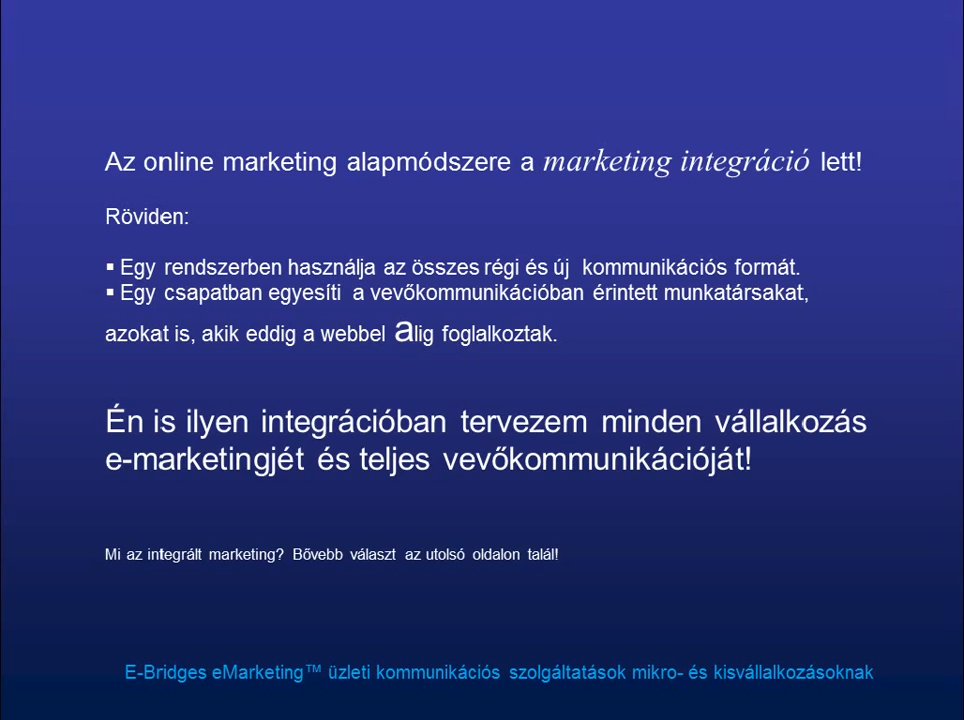 Az online marketing alapmódszere a marketing integráció lett!
Röviden:
▪ Egy rendszerben használja az összes régi és új kommunikációs formát.
▪ Egy csapatban egyesíti a vevőkommunikációban érintett munkatársakat,
azokat is, akik eddig a webbel alig foglalkoztak.
Én is ilyen integrációban tervezem minden vállalkozás
e-marketingjét és teljes vevőkommunikációját!
Mi az integrált marketing? Bővebb választ az utolsó oldalon talál!
E-Bridges eMarketing™ üzleti kommunikációs szolgáltatások mikro- és kisvállalkozásoknak